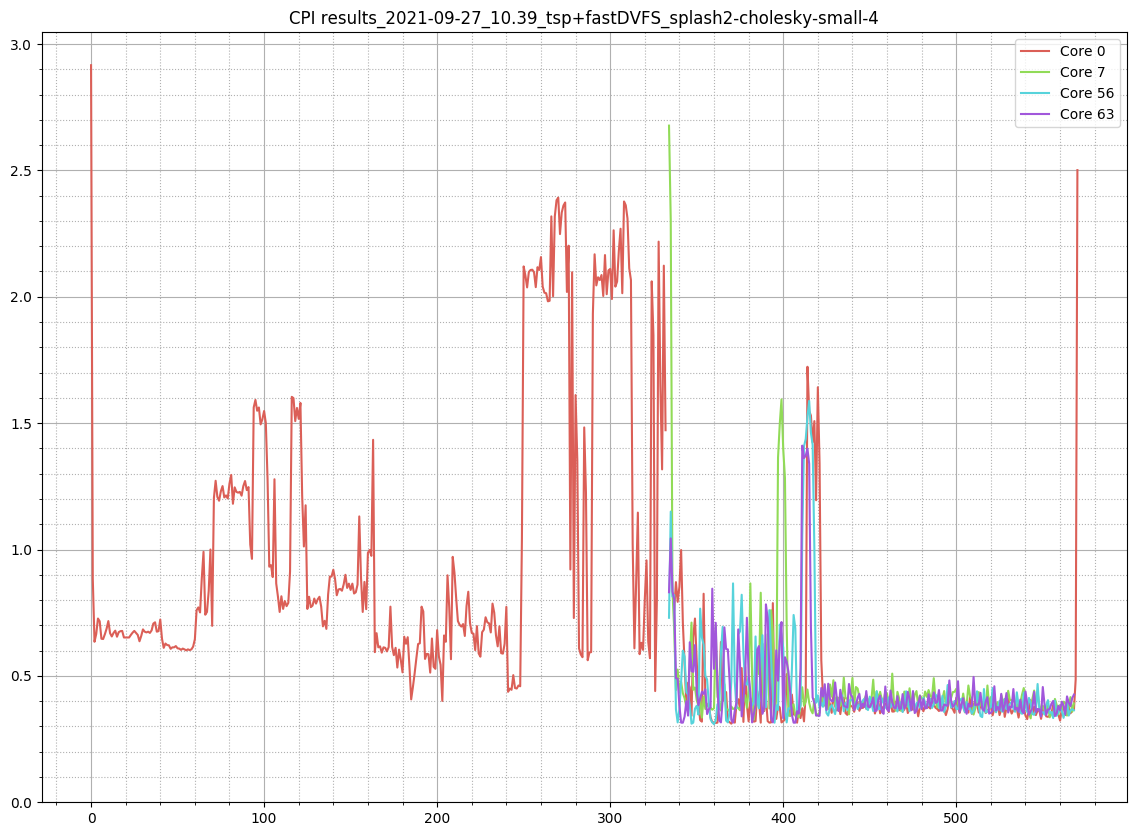 CPI results_2021-09-27_10.39_tsp+fastDVFS_splash2-cholesky-small-4
3.0
2.5
2.0
1.5
1.0
0.5
0.0
Core 0
Core 7
Core 56
Core 63
0 100 200 300 400 500